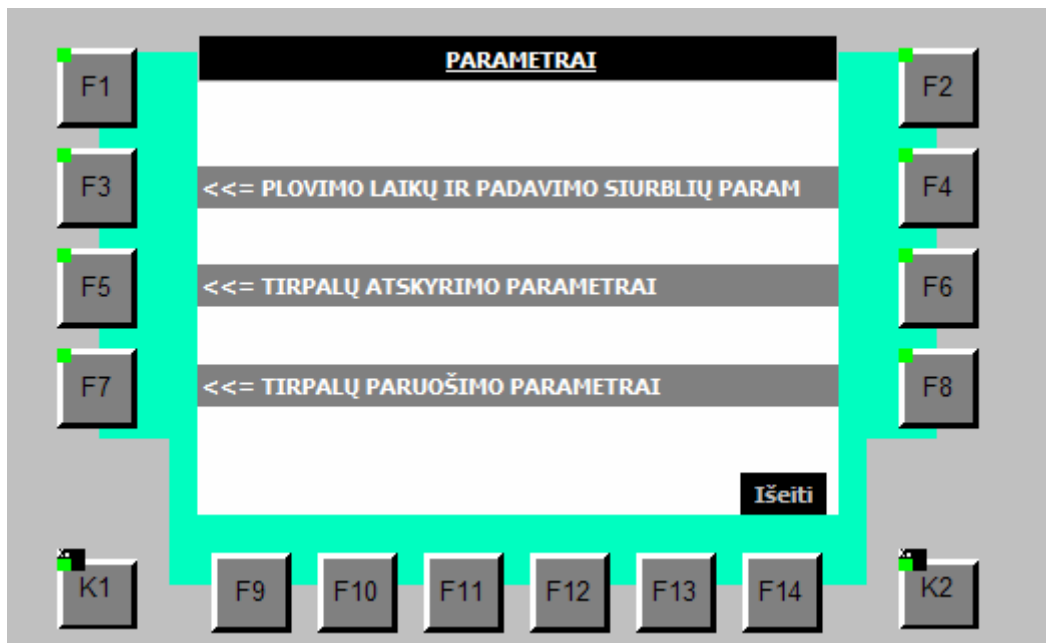 PARAMETRAI
F1
F2
F3
<<= PLOVIMO LAIKŲ IR PADAVIMO SIURBLIŲ PARAM
F4
F5
<<= TIRPALŲ ATSKYRIMO PARAMETRAI
F6
F7
<<= TIRPALŲ PARUOŠIMO PARAMETRAI
F8
Išeiti
K1
F9
F10
F11
F12
F13
F14
K2